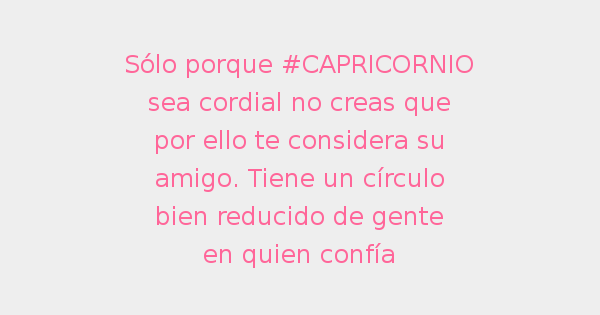 Sólo porque #CAPRICORNIO
sea cordial no creas que
por ello te considera su
amigo. Tiene un círculo
bien reducido de gente
en quien confía